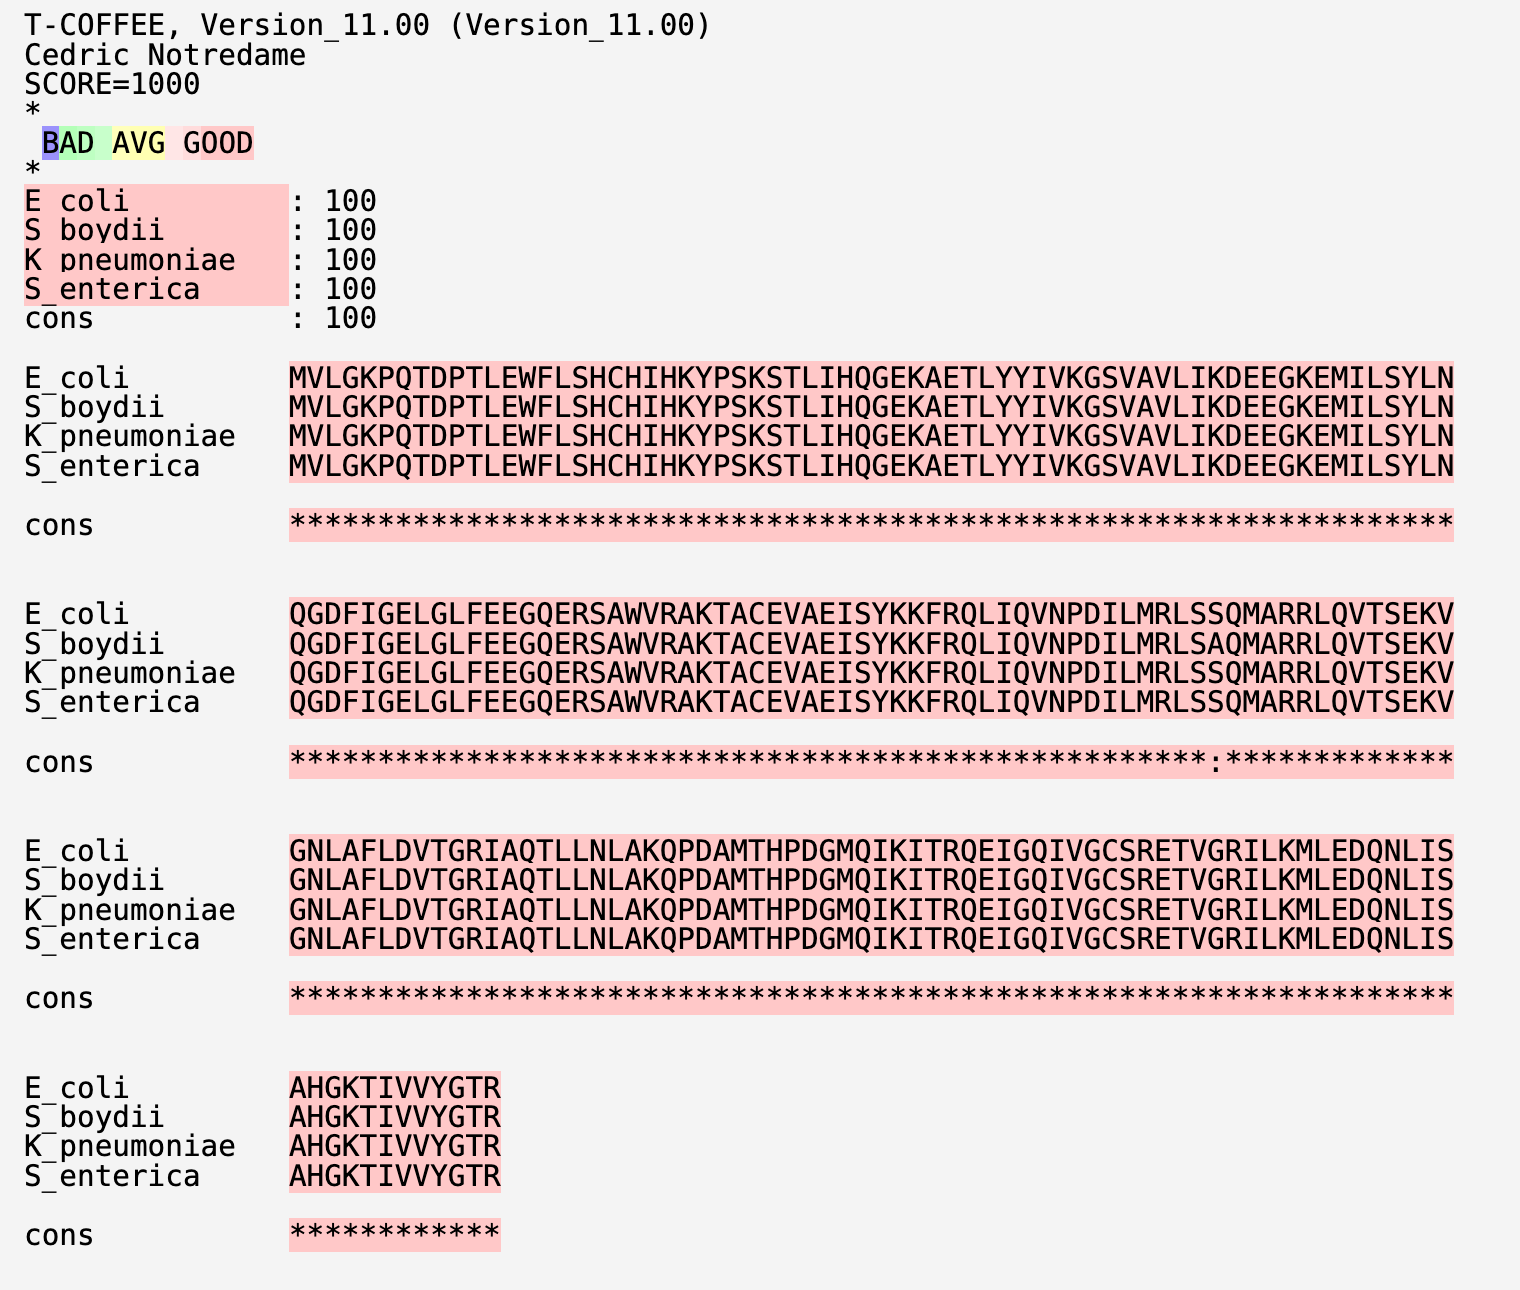 T-COFFEE, Version_11.00 (Version_11.00)
Cedric Notredame
SCORE=1000
*
BAD AVG GOOD
*
E_coli : 100
S_boydii : 100
K_pneumoniae : 100
S_enterica : 100
cons : 100
E_coli MVLGKPQTDPTLEWFLSHCHIHKYPSKSTLIHQGEKAETLYYIVKGSVAVLIKDEEGKEMILSYLN
S_boydii MVLGKPQTDPTLEWFLSHCHIHKYPSKSTLIHQGEKAETLYYIVKGSVAVLIKDEEGKEMILSYLN
K_pneumoniae MVLGKPQTDPTLEWFLSHCHIHKYPSKSTLIHQGEKAETLYYIVKGSVAVLIKDEEGKEMILSYLN
S_enterica MVLGKPQTDPTLEWFLSHCHIHKYPSKSTLIHQGEKAETLYYIVKGSVAVLIKDEEGKEMILSYLN
cons ******************************************************************
E_coli QGDFIGELGLFEEGQERSAWVRAKTACEVAEISYKKFRQLIQVNPDILMRLSSQMARRLQVTSEKV
S_boydii QGDFIGELGLFEEGQERSAWVRAKTACEVAEISYKKFRQLIQVNPDILMRLSAQMARRLQVTSEKV
K_pneumoniae QGDFIGELGLFEEGQERSAWVRAKTACEVAEISYKKFRQLIQVNPDILMRLSSQMARRLQVTSEKV
S_enterica QGDFIGELGLFEEGQERSAWVRAKTACEVAEISYKKFRQLIQVNPDILMRLSSQMARRLQVTSEKV
cons ****************************************************:*************
E_coli GNLAFLDVTGRIAQTLLNLAKQPDAMTHPDGMQIKITRQEIGQIVGCSRETVGRILKMLEDQNLIS
S_boydii GNLAFLDVTGRIAQTLLNLAKQPDAMTHPDGMQIKITRQEIGQIVGCSRETVGRILKMLEDQNLIS
K_pneumoniae GNLAFLDVTGRIAQTLLNLAKQPDAMTHPDGMQIKITRQEIGQIVGCSRETVGRILKMLEDQNLIS
S_enterica GNLAFLDVTGRIAQTLLNLAKQPDAMTHPDGMQIKITRQEIGQIVGCSRETVGRILKMLEDQNLIS
cons ******************************************************************
E_coli AHGKTIVVYGTR
S_boydii AHGKTIVVYGTR
K_pneumoniae AHGKTIVVYGTR
S_enterica AHGKTIVVYGTR
cons ************